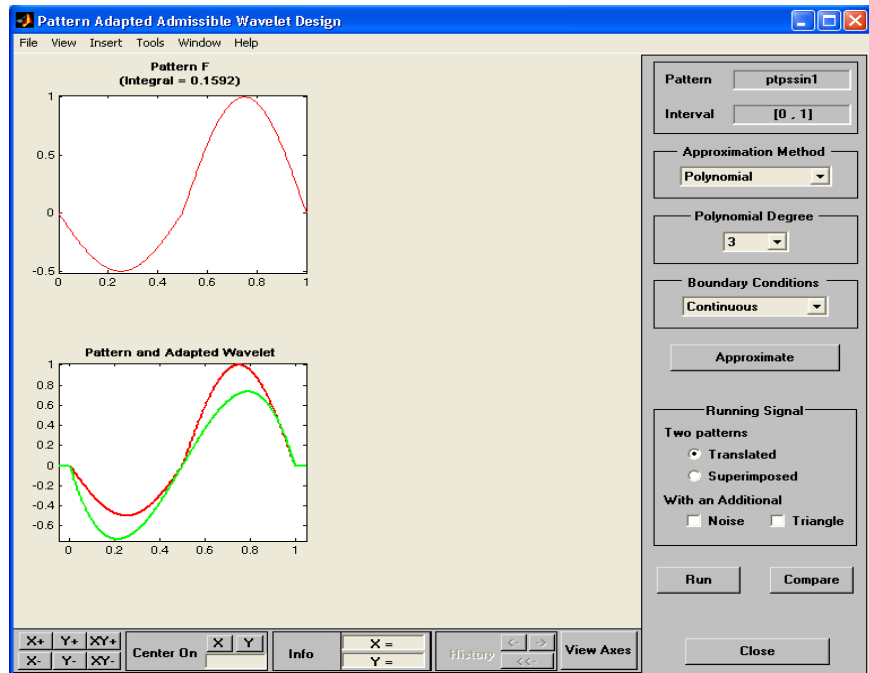 Pattern Adapted Admissible Wavelet Design
File View Insert Tools Window Help
Pattern F
(Integral = 0.1592)
1
0.5
0
-0.5
0 0.2 0.4 0.6 0.8 1
Pattern and Adapted Wavelet
1
0.8
0.6
0.4
0.2
0
-0.2
-0.4
-0.6
0 0.2 0.4 0.6 0.8 1
Pattern ptpssin1
Interval [0 , 1]
Approximation Method
Polynomial
Polynomial Degree
3
Boundary Conditions
Continuous
Approximate
Running Signal
Two patterns
Translated
Superimposed
With an Additional
Noise Triangle
Run Compare
Close
X+ Y+ XY+
X- Y- XY-
Center On X Y
Info X =
Y =
History <- ->
<<-
View Axes